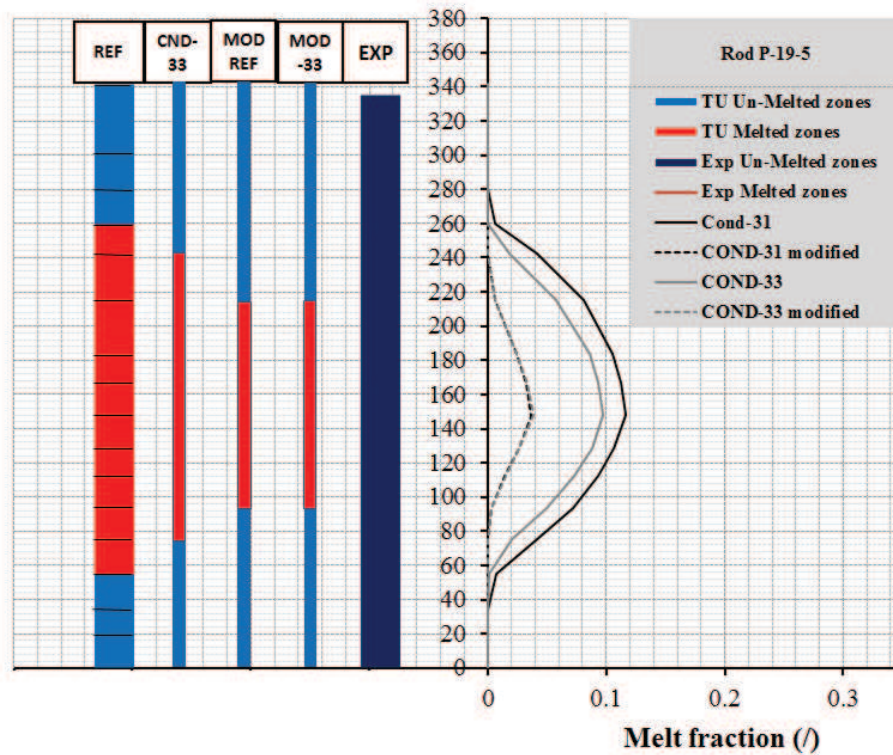 REF
CND-
33
MOD
REF
MOD
-33
EXP
380
360
340
320
300
280
260
240
220
200
180
160
140
120
100
80
60
40
20
0
Rod P-19-5
TU Un-Melted zones
TU Melted zones
Exp Un-Melted zones
Exp Melted zones
Cond-31
COND-31 modified
COND-33
COND-33 modified
0 0.1 0.2 0.3
Melt fraction (/)